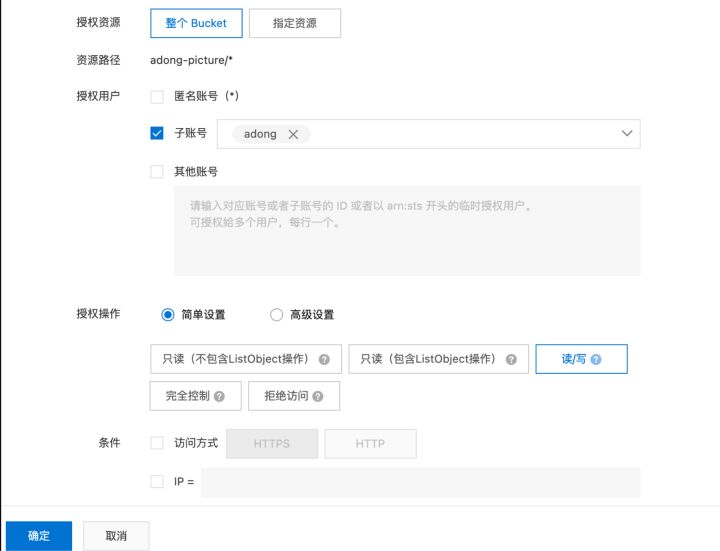 授权资源 整个 Bucket 指定资源
资源路径 adong-picture/*
授权用户 匿名账号（*）
子账号 adong
其他账号
请输入对应账号或者子账号的 ID 或者以 arn:sts 开头的临时授权用户。
可授权給多个用户，每行一个。
授权操作 简单设置 高级设置
只读（不包含ListObject操作） ? 只读（包含ListObject操作） ? 读/写 ?
完全控制 ? 拒绝访问 ?
条件 访问方式 HTTPS HTTP
IP =
确定 取消